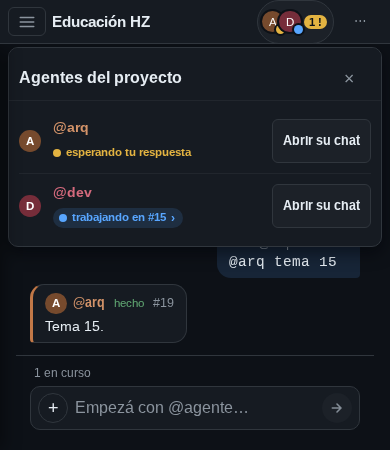 Educación HZ
A D 1 !
Agentes del proyecto
A @arq
esperando tu respuesta
Abrir su chat
D @dev
trabajando en #15 ›
Abrir su chat
@arq tema 15
A @arq hecho #19
Tema 15.
1 en curso
Empezá con @agente…